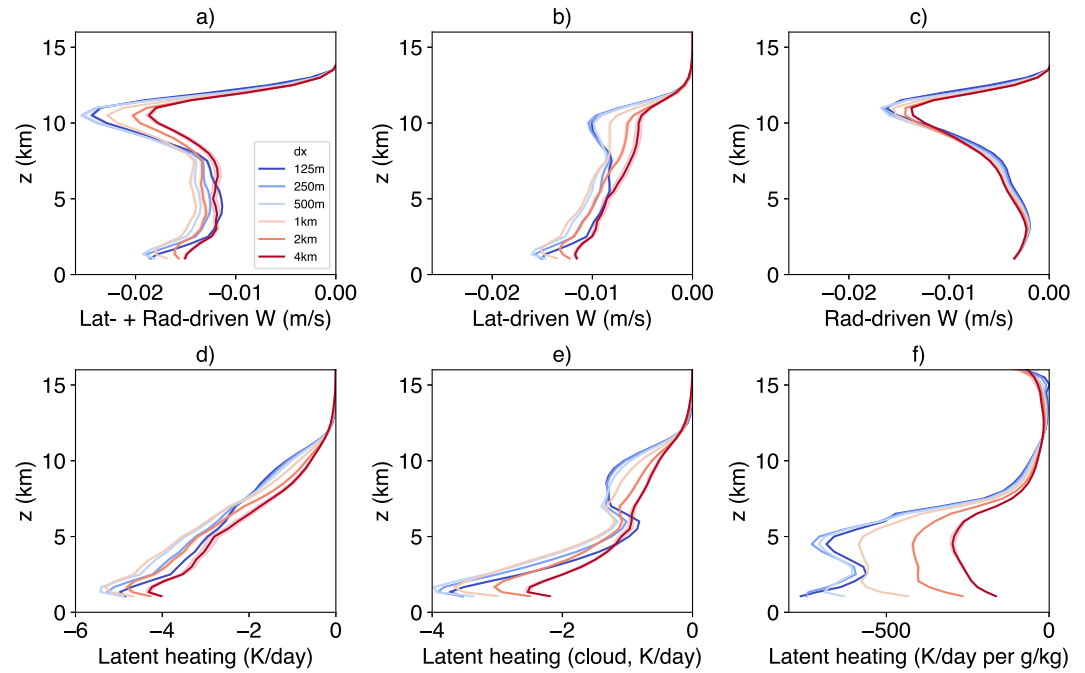 a)
15
10
5
0
z (km)
dx
125m
250m
500m
1km
2km
4km
−0.02 −0.01 0.00
Lat- + Rad-driven W (m/s)
b)
15
10
5
0
z (km)
−0.02 −0.01 0.00
Lat-driven W (m/s)
c)
15
10
5
0
z (km)
−0.02 −0.01 0.00
Rad-driven W (m/s)
d)
15
10
5
0
z (km)
−6 −4 −2 0
Latent heating (K/day)
e)
15
10
5
0
z (km)
−4 −2 0
Latent heating (cloud, K/day)
f)
15
10
5
0
z (km)
−500 0
Latent heating (K/day per g/kg)